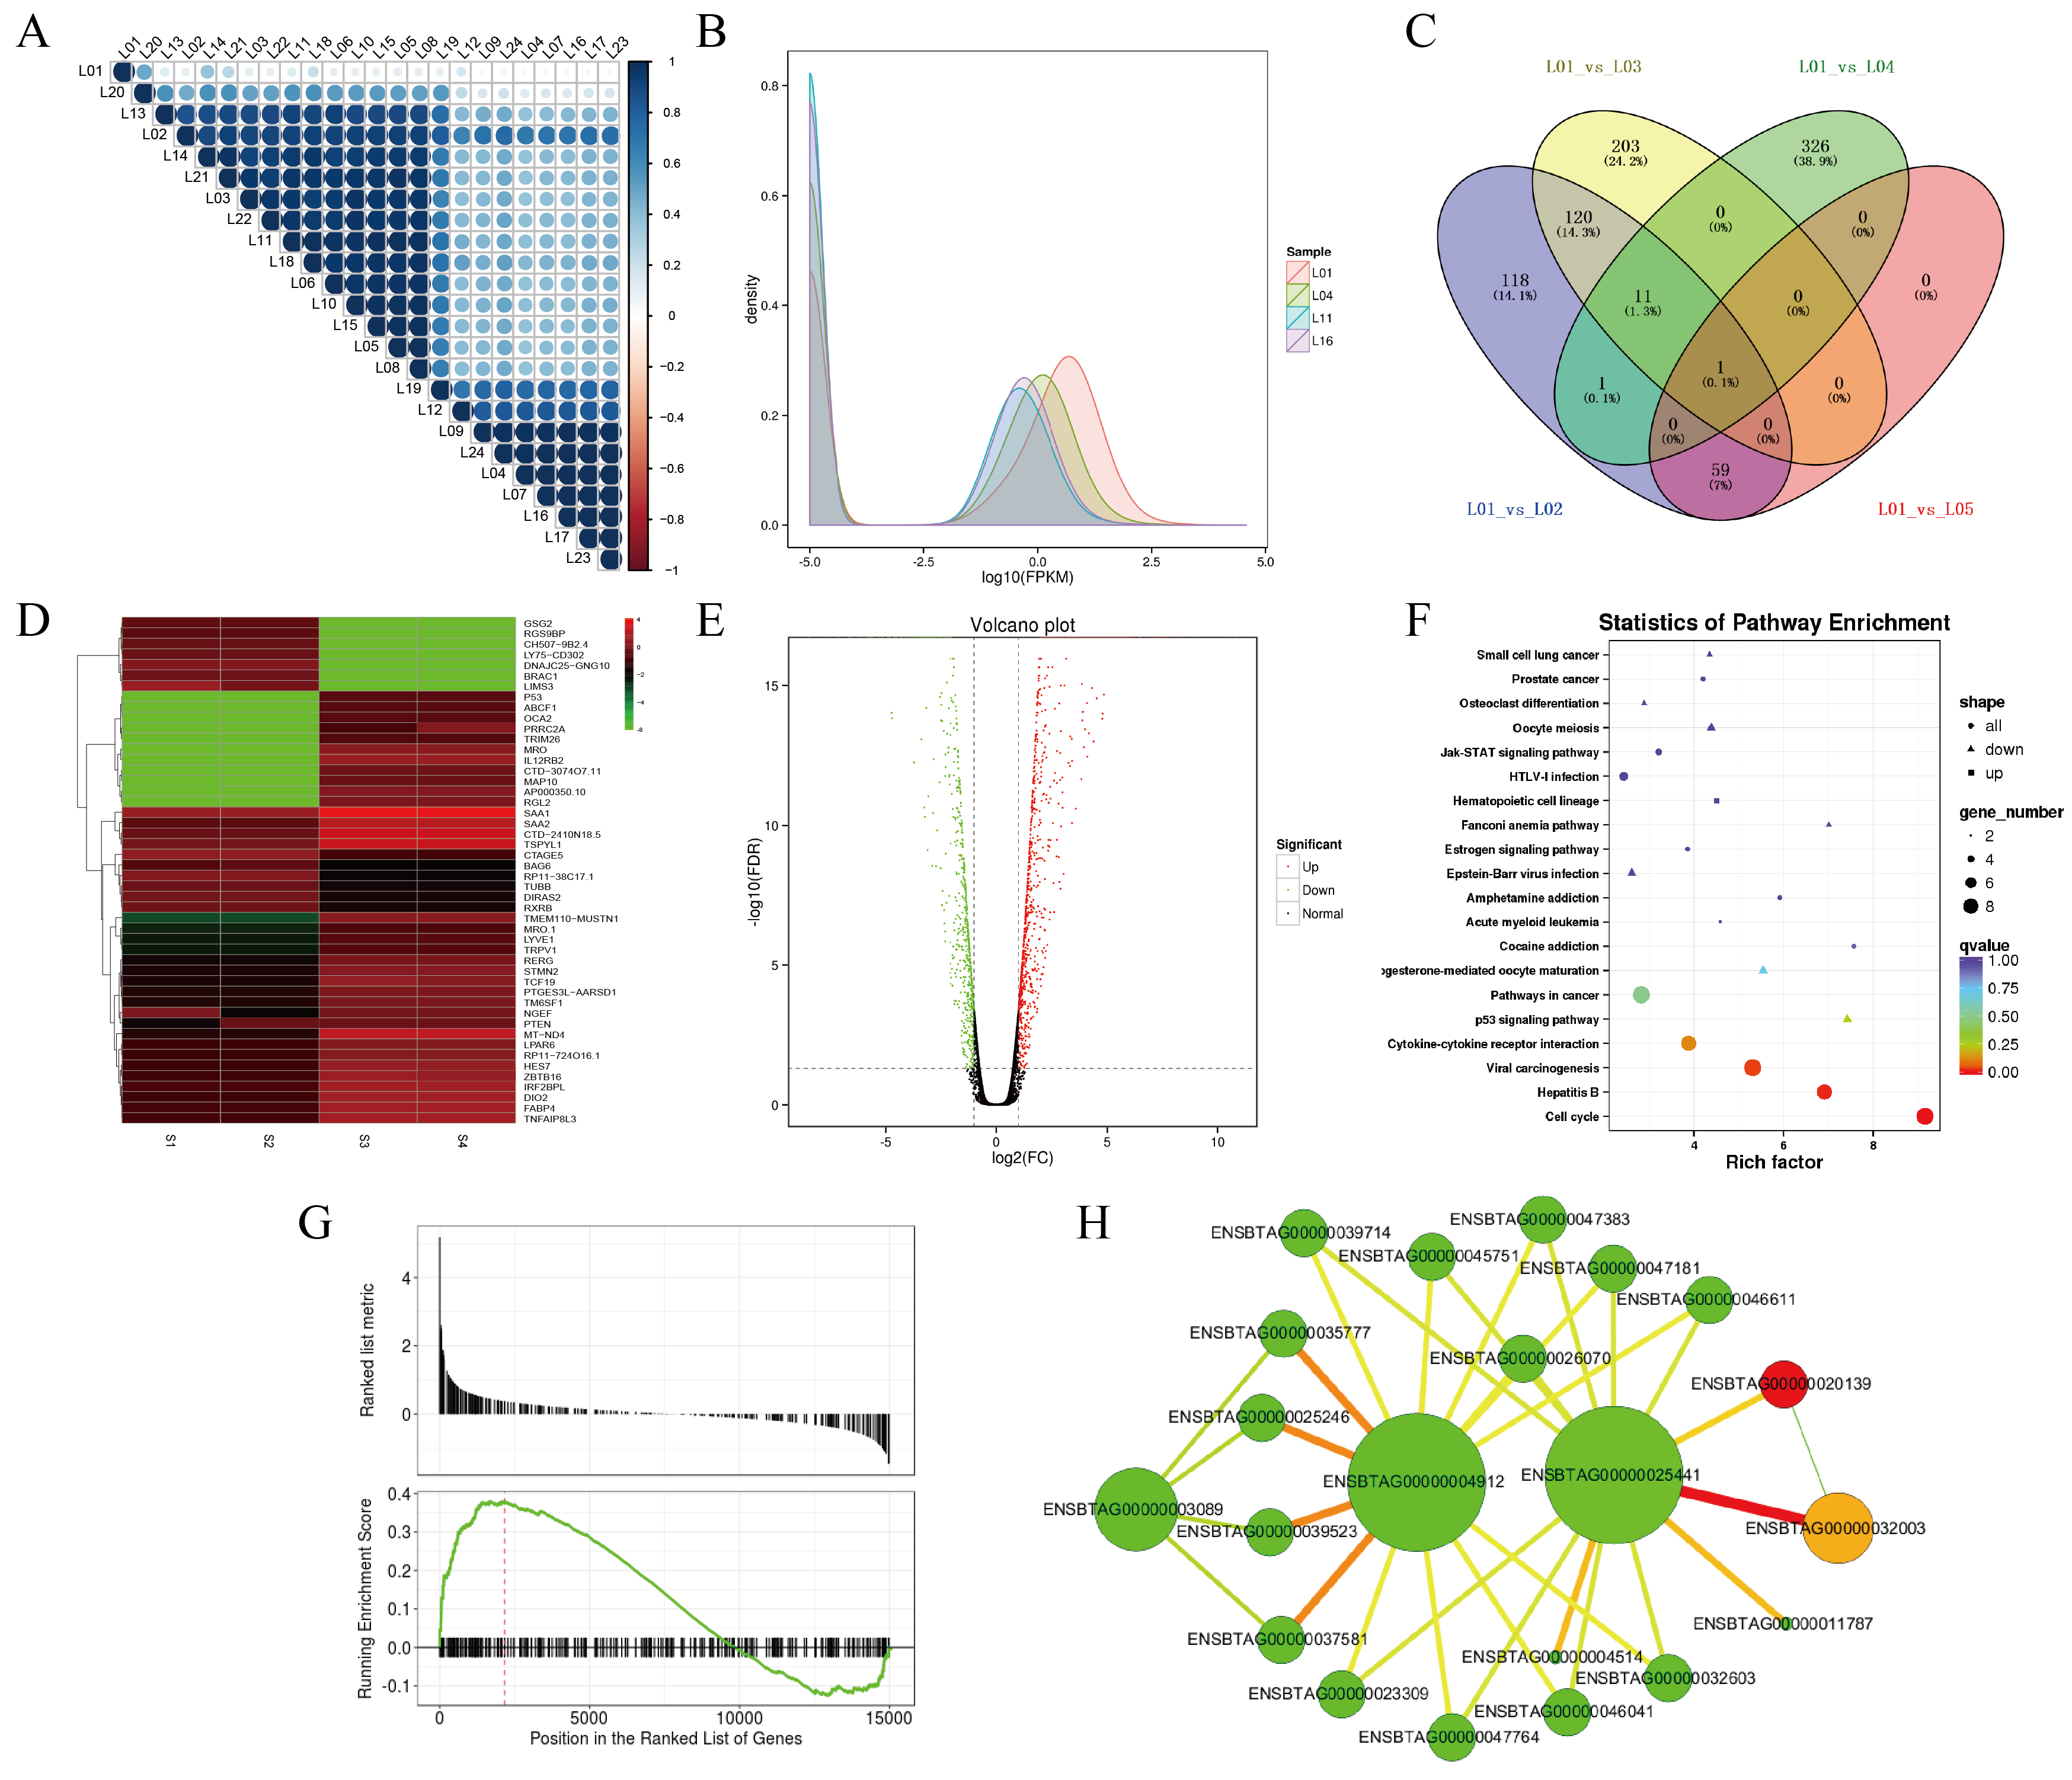 A
L01 L20 L13 L02 L14 L21 L03 L22 L11 L18 L06 L10 L15 L05 L08 L19 L12 L09 L24 L04 L07 L16 L17 L23
L01
L20
L13
L02
L14
L21
L03
L22
L11
L18
L06
L10
L15
L05
L08
L19
L12
L09
L24
L04
L07
L16
L17
L23
1
0.8
0.6
0.4
0.2
0
−0.2
−0.4
−0.6
−0.8
−1
B
0.8
0.6
0.4
0.2
0.0
density
-5.0 -2.5 0.0 2.5 5.0
log10(FPKM)
Sample
L01
L04
L11
L16
C
L01_vs_L03 L01_vs_L04
203 326
(24.2%) (38.9%)
120 0 0
(14.3%) (0%) (0%)
118 11 0 0
(14.1%) (1.3%) (0%) (0%)
1 1 0
(0.1%) (0.1%) (0%)
0 0
(0%) (0%)
59
(7%)
L01_vs_L02 L01_vs_L05
D
GSG2
RGS9BP
CH507−9B2.4
LY75−CD302
DNAJC25−GNG10
BRAC1
LIMS3
P53
ABCF1
OCA2
PRRC2A
TRIM26
MRO
IL12RB2
CTD−3074O7.11
MAP10
AP000350.10
RGL2
SAA1
SAA2
CTD−2410N18.5
TSPYL1
CTAGE5
BAG6
RP11−38C17.1
TUBB
DIRAS2
RXRB
TMEM110−MUSTN1
MRO.1
LYVE1
TRPV1
RERG
STMN2
TCF19
PTGES3L−AARSD1
TM6SF1
NGEF
PTEN
MT−ND4
LPAR6
RP11−724O16.1
HES7
ZBTB16
IRF2BPL
DIO2
FABP4
TNFAIP8L3
S1 S2 S3 S4
4
0
−2
−4
E
Volcano plot
15
10
5
0
-log10(FDR)
-5 0 5 10
log2(FC)
Significant
Up
Down
Normal
F
Statistics of Pathway Enrichment
Small cell lung cancer
Prostate cancer
Osteoclast differentiation
Oocyte meiosis
Jak-STAT signaling pathway
HTLV-I infection
Hematopoietic cell lineage
Fanconi anemia pathway
Estrogen signaling pathway
Epstein-Barr virus infection
Amphetamine addiction
Acute myeloid leukemia
Cocaine addiction
ogesterone-mediated oocyte maturation
Pathways in cancer
p53 signaling pathway
Cytokine-cytokine receptor interaction
Viral carcinogenesis
Hepatitis B
Cell cycle
4 6 8
Rich factor
shape
all
down
up
gene_number
2
4
6
8
qvalue
1.00
0.75
0.50
0.25
0.00
G
4
2
0
Ranked list metric
0.4
0.3
0.2
0.1
0.0
-0.1
Running Enrichment Score
0 5000 10000 15000
Position in the Ranked List of Genes
H
ENSBTAG00000047383
ENSBTAG00000039714
ENSBTAG00000045751
ENSBTAG00000047181
ENSBTAG00000046611
ENSBTAG00000035777
ENSBTAG00000026070
ENSBTAG00000020139
ENSBTAG00000025246
ENSBTAG00000004912
ENSBTAG00000025441
ENSBTAG00000003089
ENSBTAG00000039523
ENSBTAG00000032003
ENSBTAG00000011787
ENSBTAG00000037581
ENSBTAG00000004514
ENSBTAG00000032603
ENSBTAG00000023309
ENSBTAG00000046041
ENSBTAG00000047764